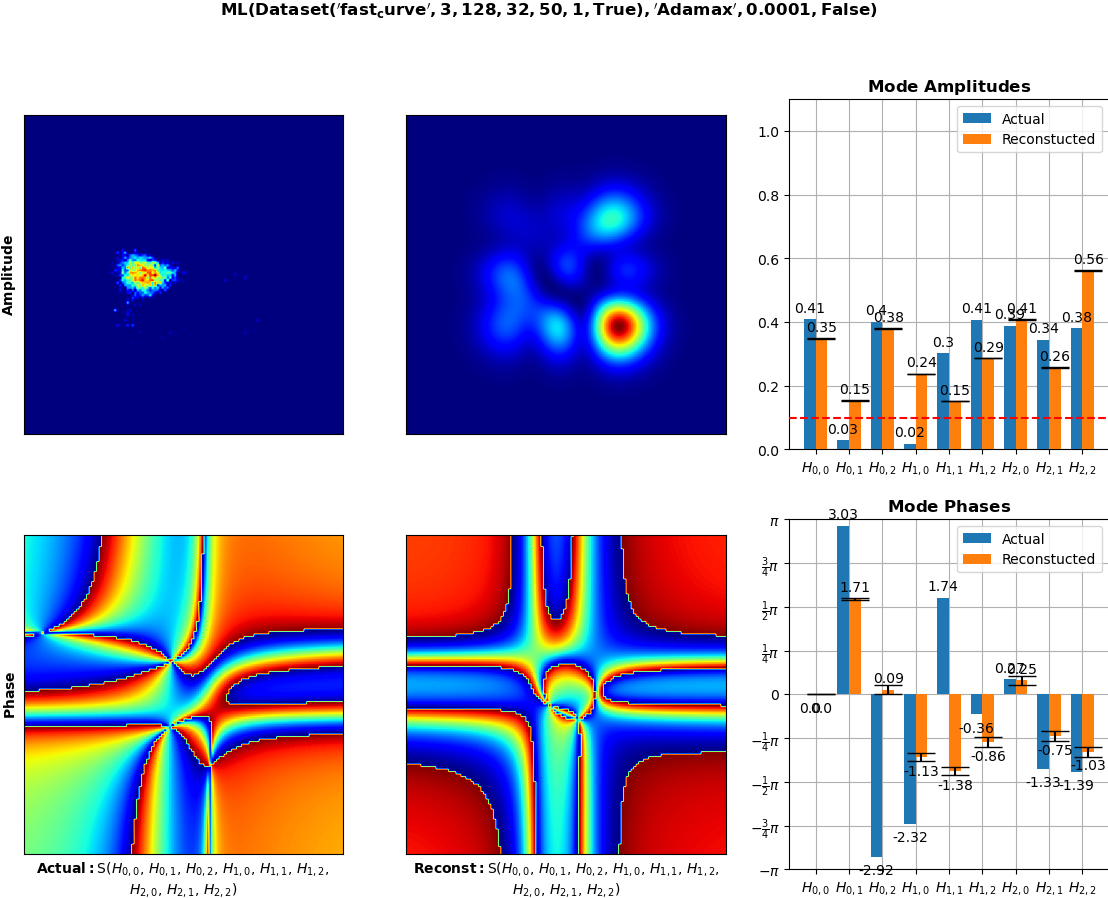 ML(Dataset('fast_curve', 3, 128, 32, 50, 1, True), 'Adamax', 0.0001, False)
Amplitude
Mode Amplitudes
Actual
Reconstucted
1.0
0.8
0.6
0.4
0.2
0.0
0.41
0.35
0.03
0.15
0.4
0.38
0.02
0.24
0.3
0.15
0.41
0.29
0.39
0.41
0.34
0.26
0.38
0.56
H0,0 H0,1 H0,2 H1,0 H1,1 H1,2 H2,0 H2,1 H2,2
Phase
Mode Phases
Actual
Reconstucted
π
3/4π
1/2π
1/4π
0
−1/4π
−1/2π
−3/4π
−π
0.0
0.0
3.03
1.71
-2.92
0.09
-2.32
-1.13
1.74
-1.38
-0.36
-0.86
0.27
0.25
-1.33
-0.75
-1.39
-1.03
H0,0 H0,1 H0,2 H1,0 H1,1 H1,2 H2,0 H2,1 H2,2
Actual: S(H0,0, H0,1, H0,2, H1,0, H1,1, H1,2,
H2,0, H2,1, H2,2)
Reconst: S(H0,0, H0,1, H0,2, H1,0, H1,1, H1,2,
H2,0, H2,1, H2,2)